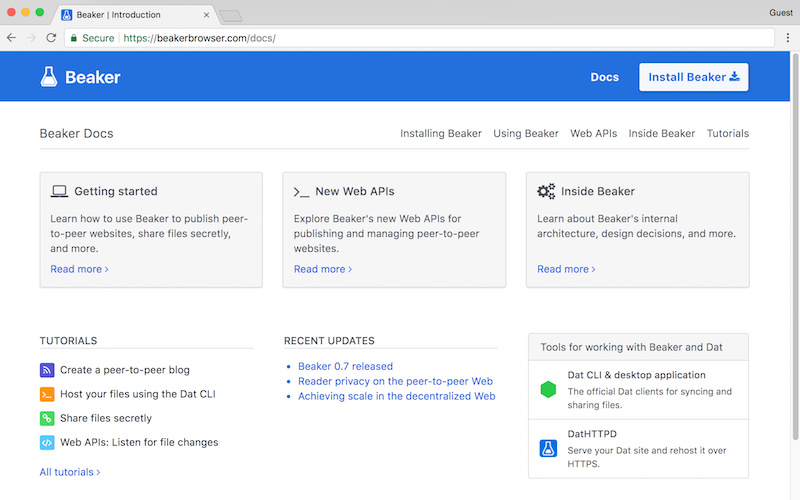 Beaker | Introduction
Guest
Secure
https://beakerbrowser.com/docs/
Beaker
Docs
Install Beaker
Beaker Docs
Installing Beaker
Using Beaker
Web APIs
Inside Beaker
Tutorials
Getting started
Learn how to use Beaker to publish peer-
to-peer websites, share files secretly,
and more.
Read more ›
New Web APIs
Explore Beaker's new Web APIs for
publishing and managing peer-to-peer
websites.
Read more ›
Inside Beaker
Learn about Beaker's internal
architecture, design decisions, and more.
Read more ›
TUTORIALS
Create a peer-to-peer blog
Host your files using the Dat CLI
Share files secretly
Web APIs: Listen for file changes
All tutorials ›
RECENT UPDATES
• Beaker 0.7 released
• Reader privacy on the peer-to-peer Web
• Achieving scale in the decentralized Web
Tools for working with Beaker and Dat
Dat CLI & desktop application
The official Dat clients for syncing and
sharing files.
DatHTTPD
Serve your Dat site and rehost it over
HTTPS.